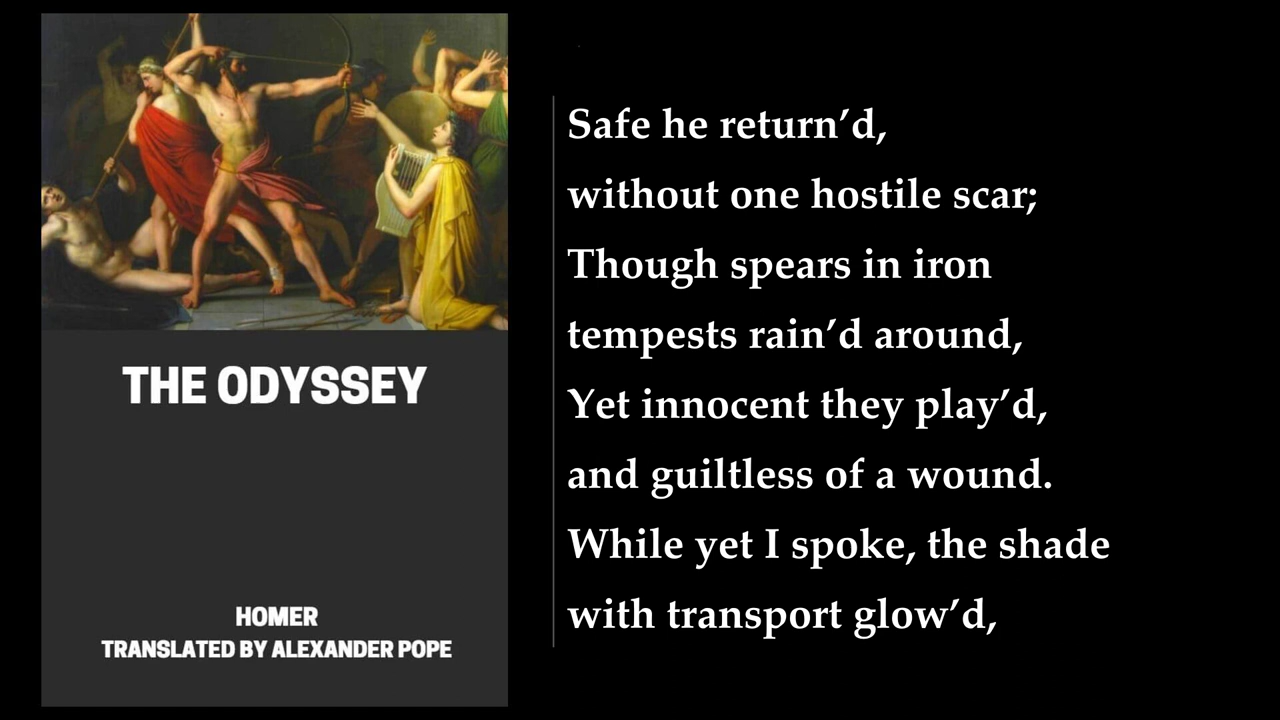 THE ODYSSEY
HOMER
TRANSLATED BY ALEXANDER POPE
Safe he return’d,
without one hostile scar;
Though spears in iron
tempests rain’d around,
Yet innocent they play’d,
and guiltless of a wound.
While yet I spoke, the shade
with transport glow’d,